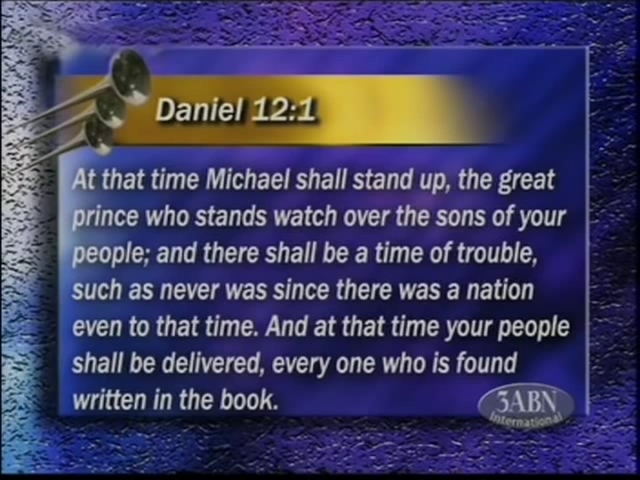 Daniel 12:1
At that time Michael shall stand up, the great
prince who stands watch over the sons of your
people; and there shall be a time of trouble,
such as never was since there was a nation
even to that time. And at that time your people
shall be delivered, every one who is found
written in the book.
3ABN
International